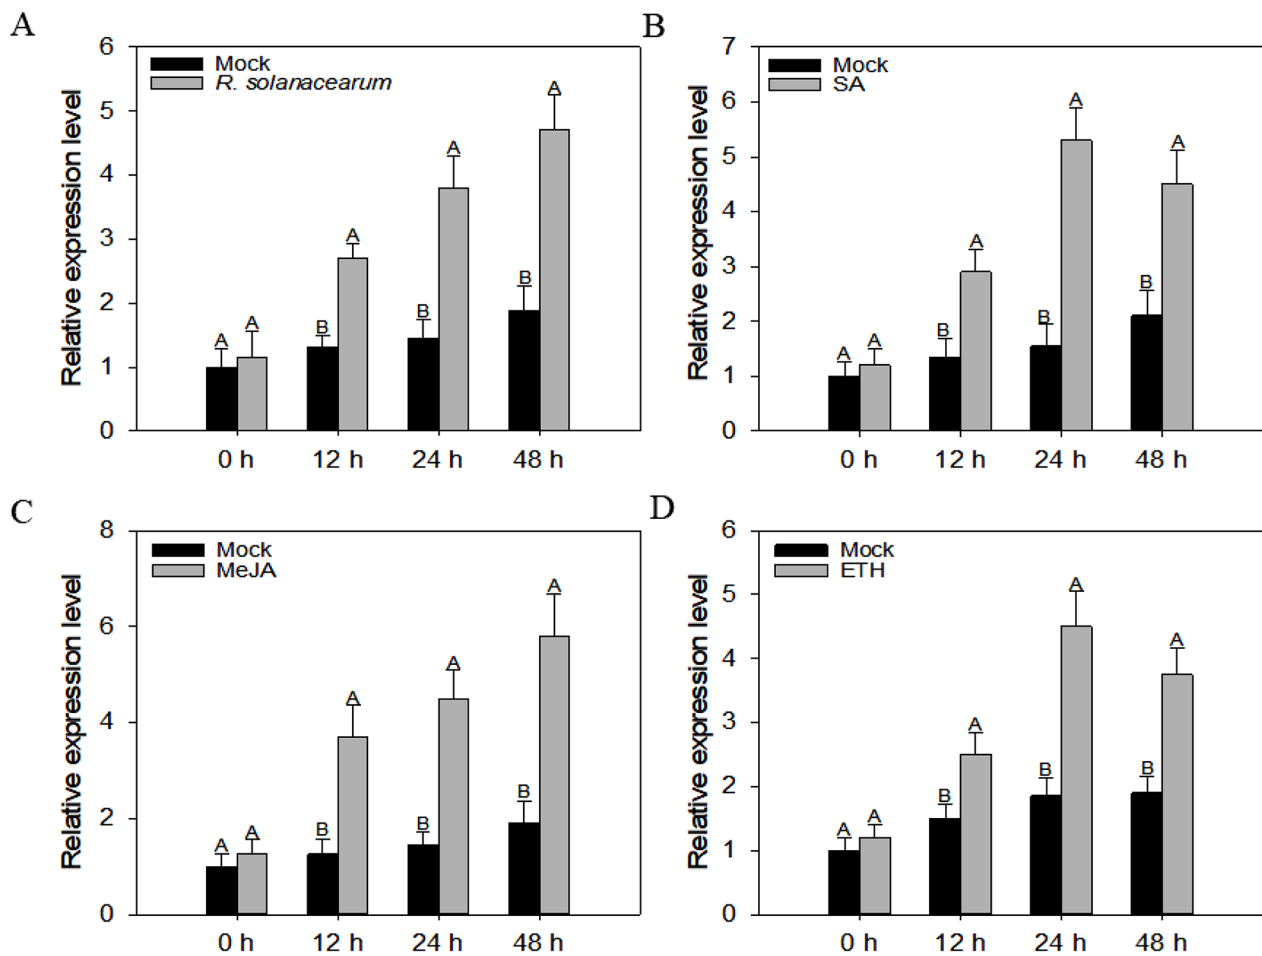 A
Relative expression level
6
5
4
3
2
1
0
Mock
R. solanacearum
A A B A B A B A
0 h 12 h 24 h 48 h
B
Relative expression level
7
6
5
4
3
2
1
0
Mock
SA
A A B A B A B A
0 h 12 h 24 h 48 h
C
Relative expression level
8
6
4
2
0
Mock
MeJA
A A B A B A B A
0 h 12 h 24 h 48 h
D
Relative expression level
6
5
4
3
2
1
0
Mock
ETH
A A B A B A B A
0 h 12 h 24 h 48 h